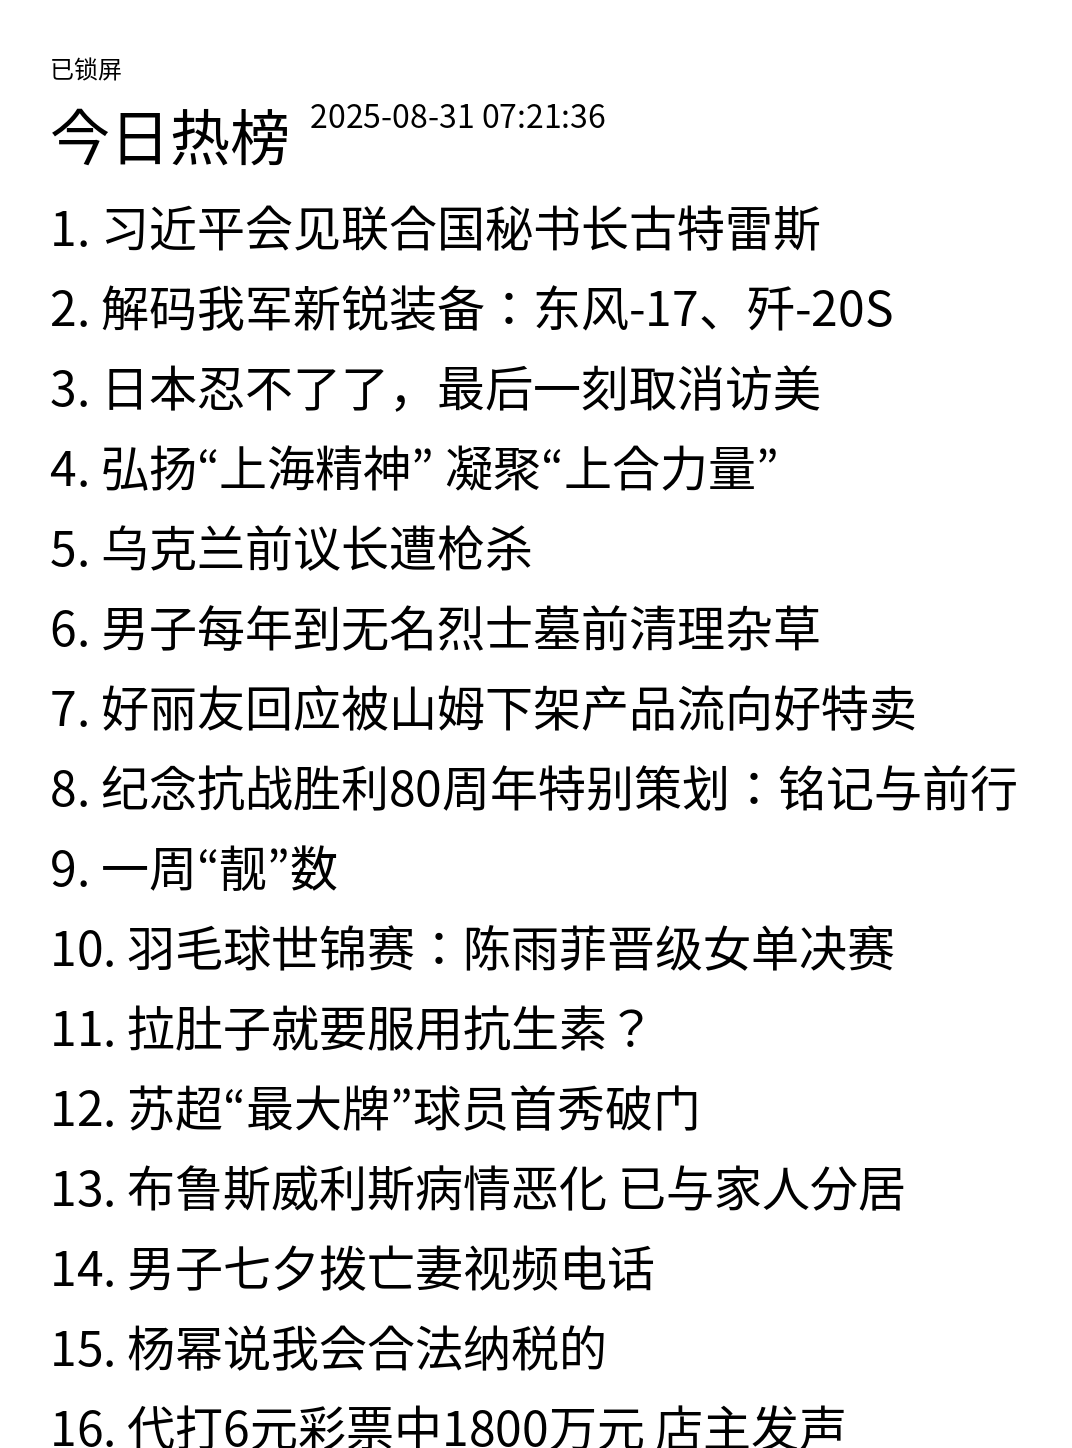 已锁屏
今日热榜 2025-08-31 07:21:36
1. 习近平会见联合国秘书长古特雷斯
2. 解码我军新锐装备：东风-17、歼-20S
3. 日本忍不了了，最后一刻取消访美
4. 弘扬“上海精神” 凝聚“上合力量”
5. 乌克兰前议长遭枪杀
6. 男子每年到无名烈士墓前清理杂草
7. 好丽友回应被山姆下架产品流向好特卖
8. 纪念抗战胜利80周年特别策划：铭记与前行
9. 一周“靓”数
10. 羽毛球世锦赛：陈雨菲晋级女单决赛
11. 拉肚子就要服用抗生素？
12. 苏超“最大牌”球员首秀破门
13. 布鲁斯威利斯病情恶化 已与家人分居
14. 男子七夕拨亡妻视频电话
15. 杨幂说我会合法纳税的
16. 代打6元彩票中1800万元 店主发声